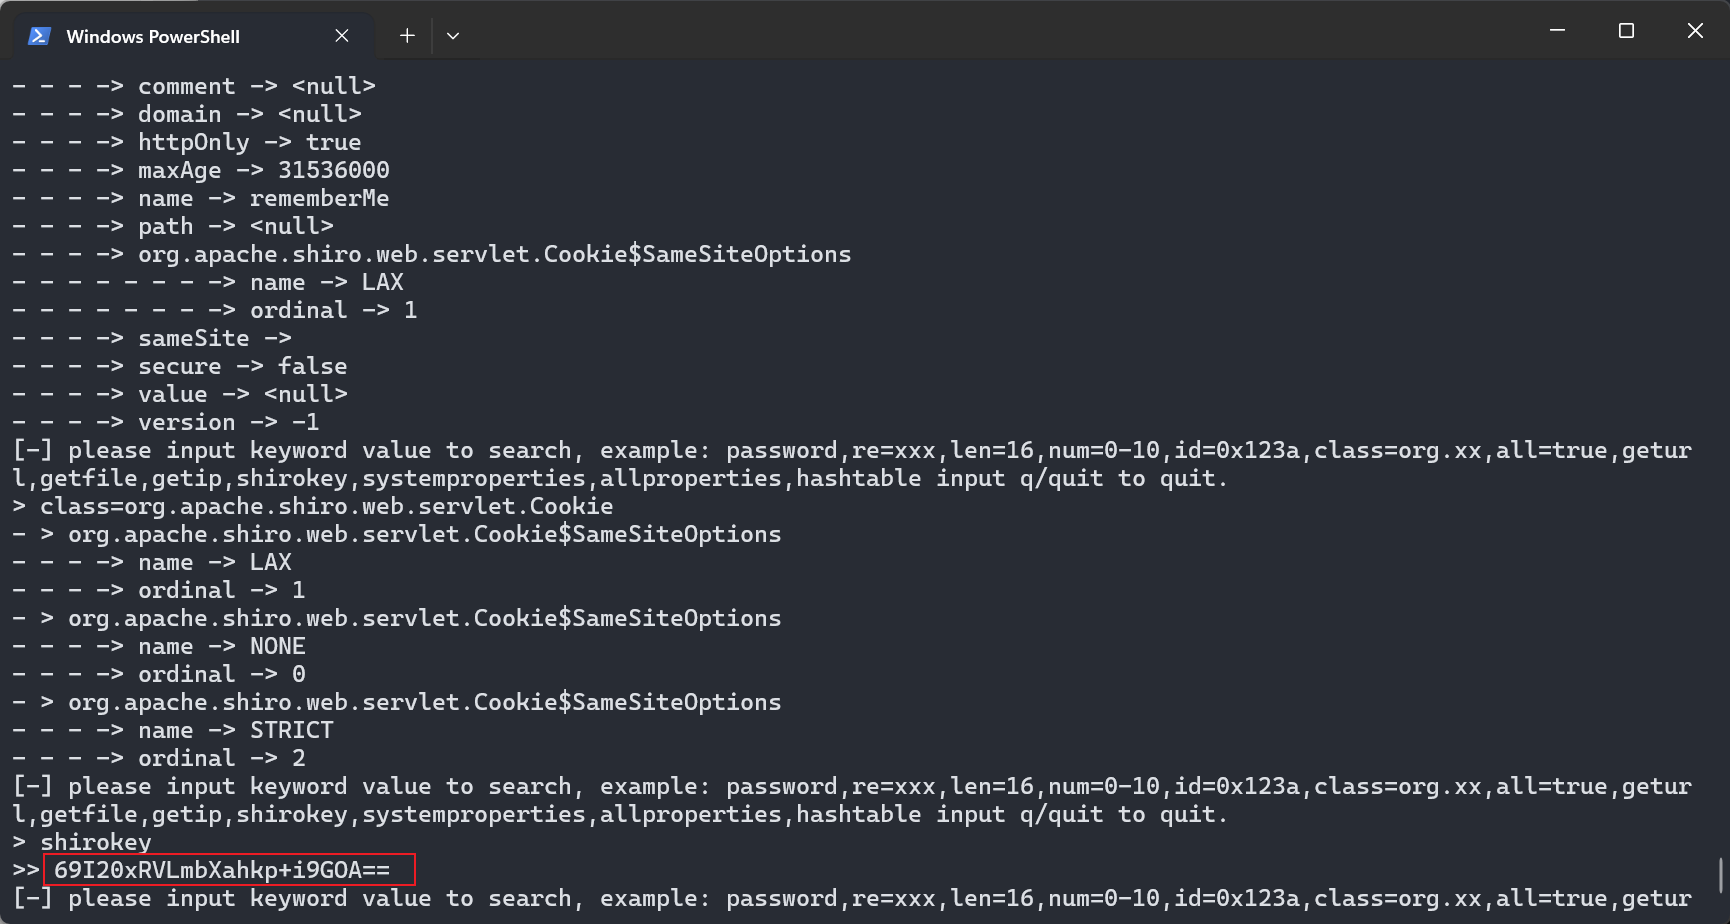 Windows PowerShell
- - - -> comment -> <null>
- - - -> domain -> <null>
- - - -> httpOnly -> true
- - - -> maxAge -> 31536000
- - - -> name -> rememberMe
- - - -> path -> <null>
- - - -> org.apache.shiro.web.servlet.Cookie$SameSiteOptions
- - - - - - - -> name -> LAX
- - - - - - - -> ordinal -> 1
- - - -> sameSite ->
- - - -> secure -> false
- - - -> value -> <null>
- - - -> version -> -1
[-] please input keyword value to search, example: password,re=xxx,len=16,num=0-10,id=0x123a,class=org.xx,all=true,getur
l,getfile,getip,shirokey,systemproperties,allproperties,hashtable input q/quit to quit.
> class=org.apache.shiro.web.servlet.Cookie
- > org.apache.shiro.web.servlet.Cookie$SameSiteOptions
- - - -> name -> LAX
- - - -> ordinal -> 1
- > org.apache.shiro.web.servlet.Cookie$SameSiteOptions
- - - -> name -> NONE
- - - -> ordinal -> 0
- > org.apache.shiro.web.servlet.Cookie$SameSiteOptions
- - - -> name -> STRICT
- - - -> ordinal -> 2
[-] please input keyword value to search, example: password,re=xxx,len=16,num=0-10,id=0x123a,class=org.xx,all=true,getur
l,getfile,getip,shirokey,systemproperties,allproperties,hashtable input q/quit to quit.
> shirokey
>> 69I20xRVLmbXahkp+i9GOA==
[-] please input keyword value to search, example: password,re=xxx,len=16,num=0-10,id=0x123a,class=org.xx,all=true,getur